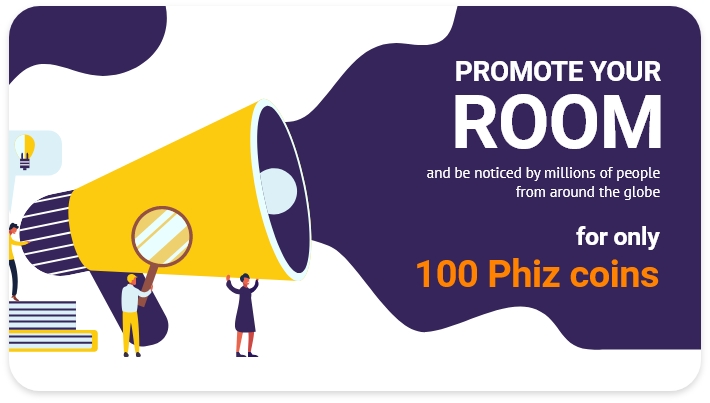 PROMOTE YOUR
ROOM
and be noticed by millions of people
from around the globe
for only
100 Phiz coins